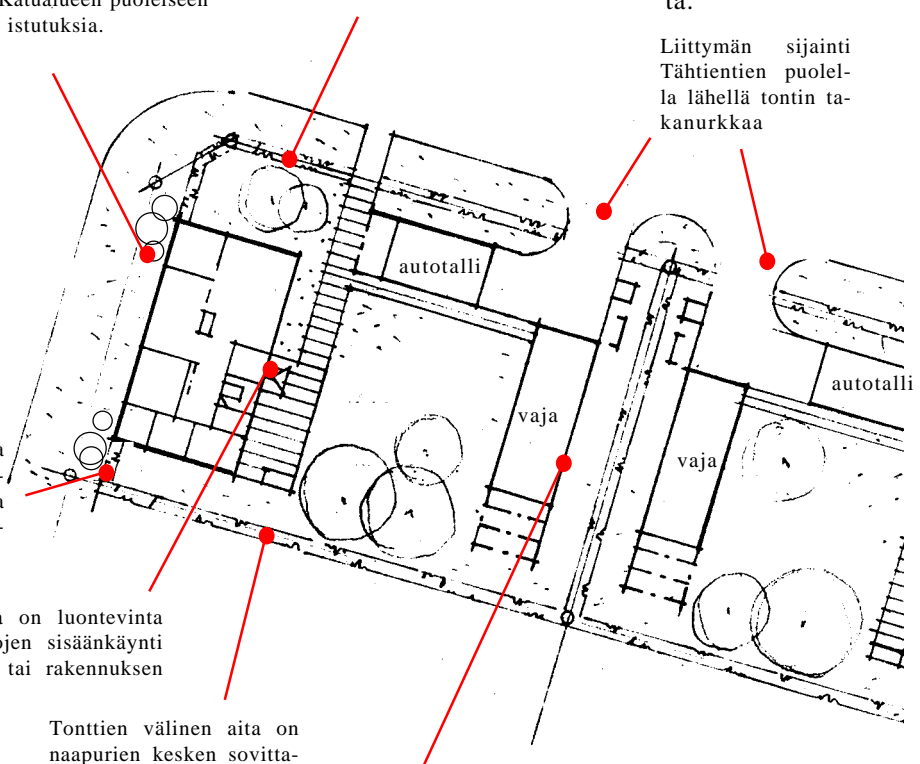 Katualueen puoleiseen
istutuksia.
ta.
Liittymän sijainti
Tähtientien puolel-
la lähellä tontin ta-
kanurkkaa
autotalli
autotalli
vaja
vaja
a
-
a
-
a on luontevinta
ojen sisäänkäynti
tai rakennuksen
Tonttien välinen aita on
naapurien kesken sovitta-